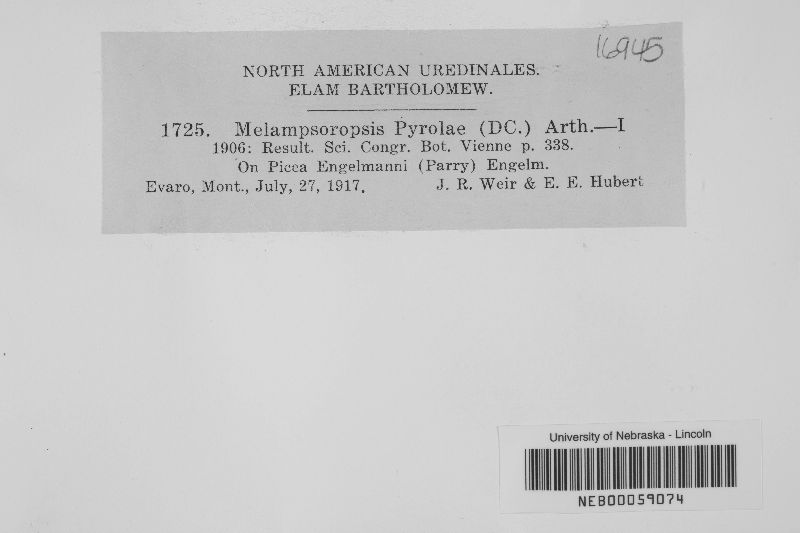 16945
NORTH AMERICAN UREDINALES.
ELAM BARTHOLOMEW.
1725. Melampsoropsis Pyrolae (DC.) Arth.—I
1906: Result. Sci. Congr. Bot. Vienne p. 338.
On Picea Engelmanni (Parry) Engelm.
Evaro, Mont., July, 27, 1917. J. R. Weir & E. E. Hubert
University of Nebraska - Lincoln
NEB00059074